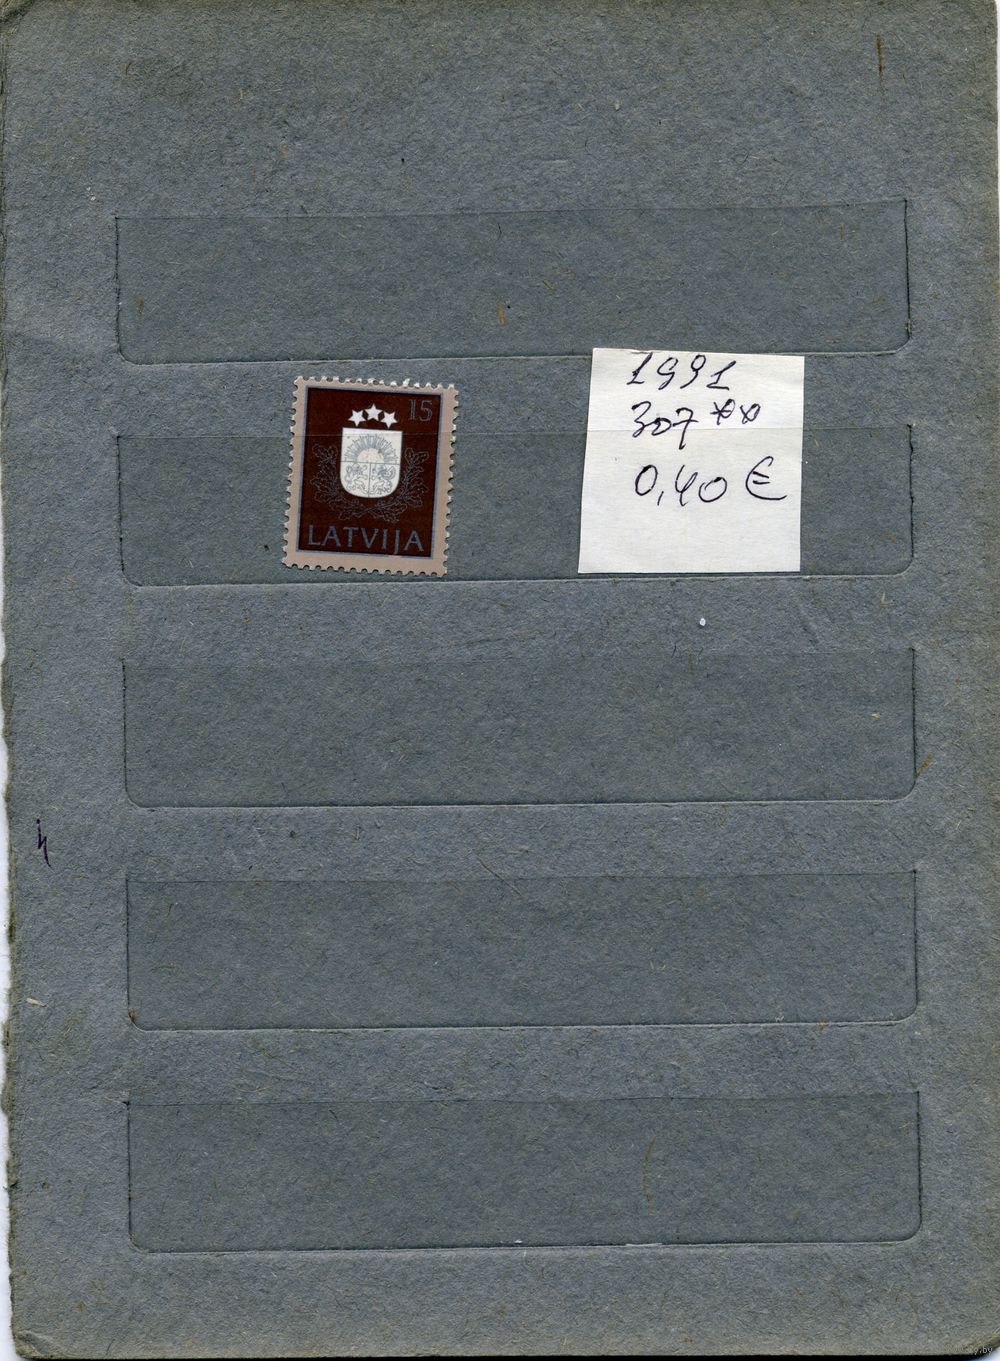 15
LATVIJA
1991
307 **
0,40 €